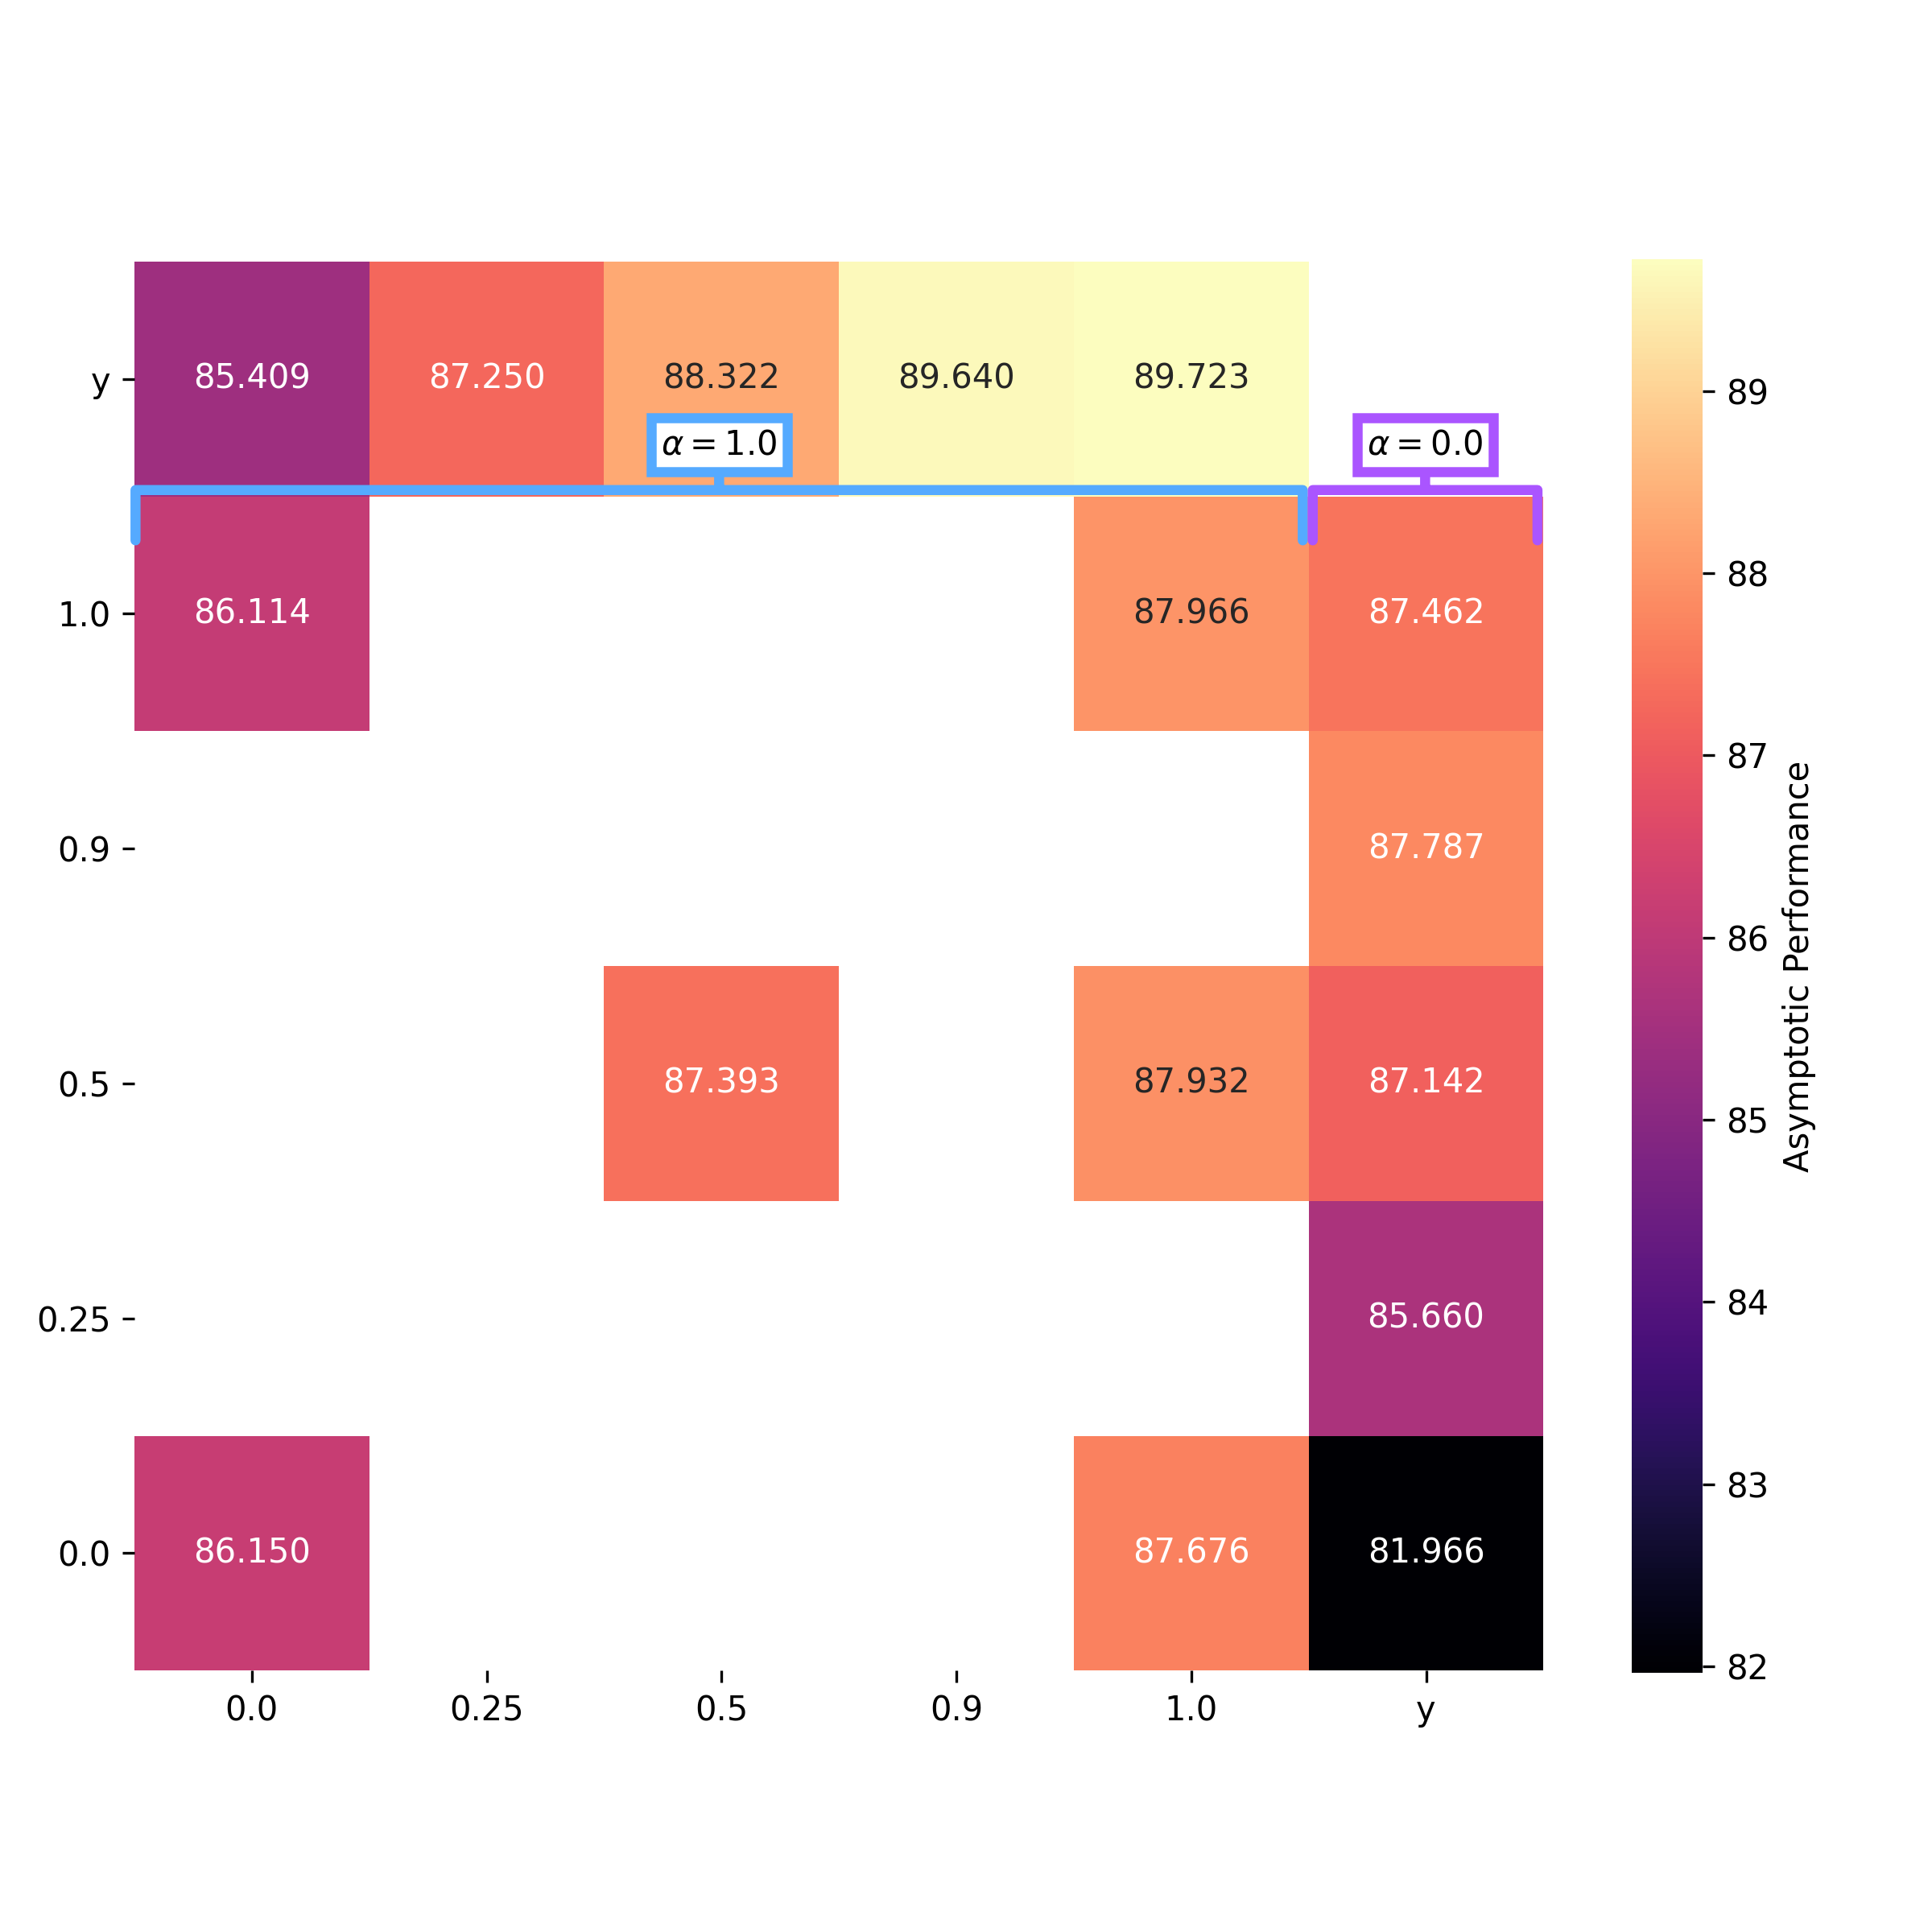 y
85.409 87.250 88.322 89.640 89.723
α = 1.0 α = 0.0
1.0 86.114 87.966 87.462
0.9 87.787
0.5 87.393 87.932 87.142
0.25 85.660
0.0 86.150 87.676 81.966
0.0 0.25 0.5 0.9 1.0 y
89
88
87
86
85
84
83
82
Asymptotic Performance